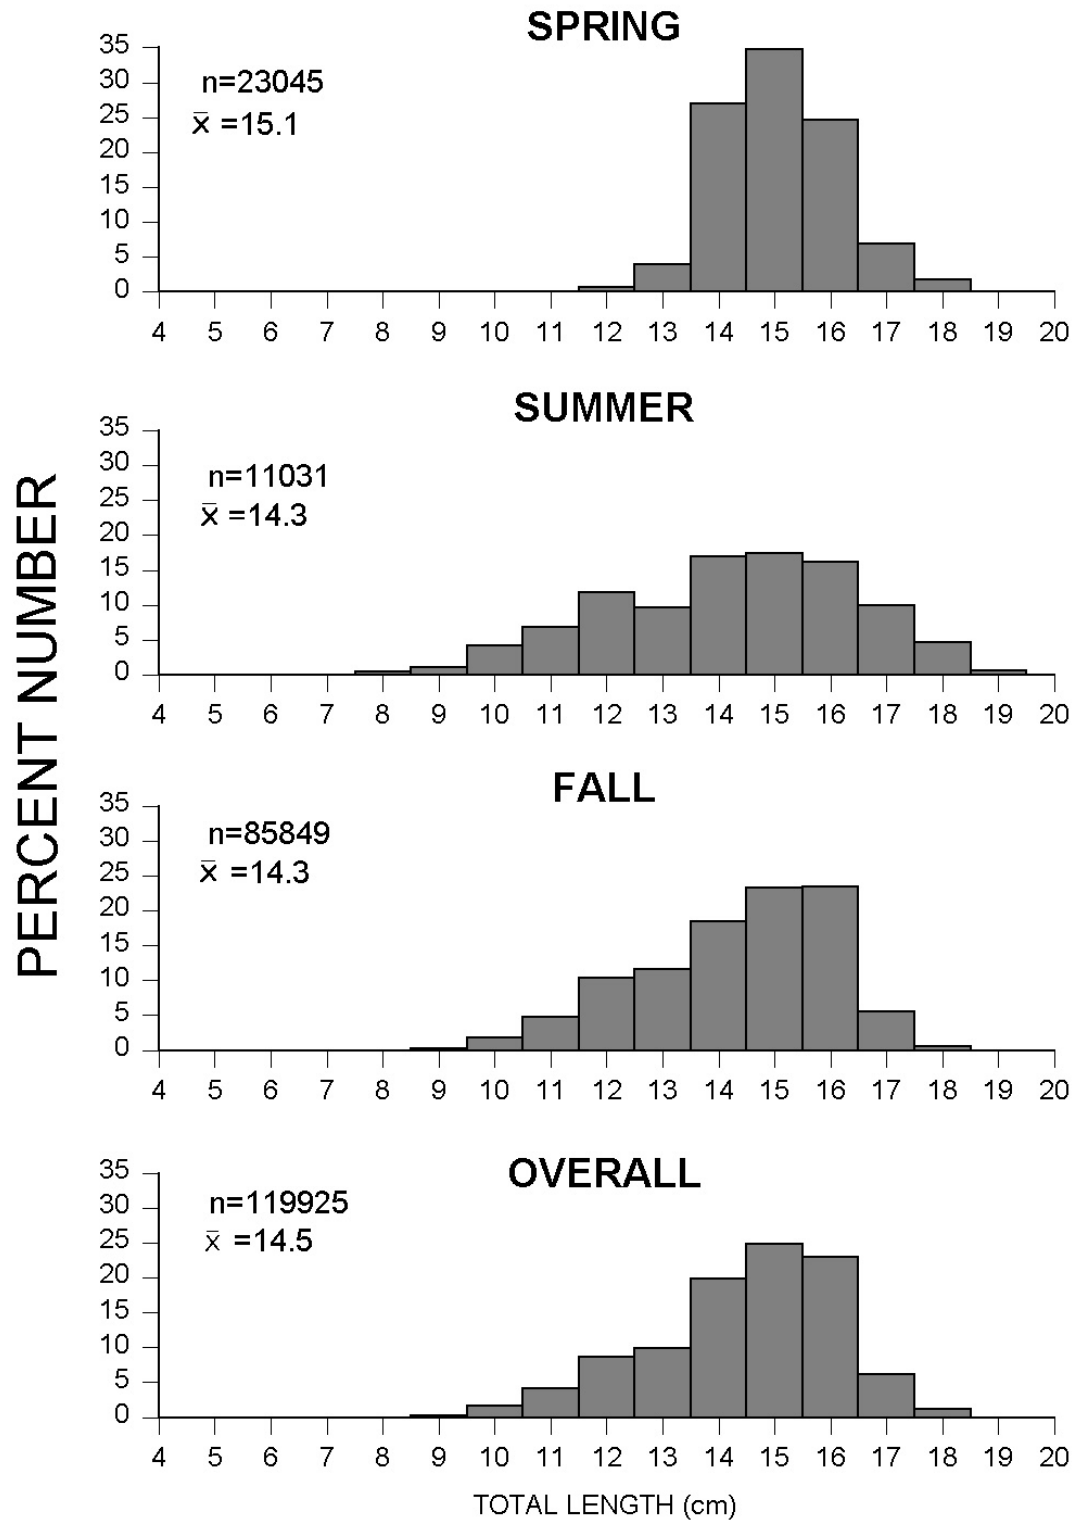 SPRING
35
30
25
20
15
10
5
0
n=23045
x̄ =15.1
4 5 6 7 8 9 10 11 12 13 14 15 16 17 18 19 20
SUMMER
35
30
25
20
15
10
5
0
n=11031
x̄ =14.3
4 5 6 7 8 9 10 11 12 13 14 15 16 17 18 19 20
PERCENT NUMBER
FALL
35
30
25
20
15
10
5
0
n=85849
x̄ =14.3
4 5 6 7 8 9 10 11 12 13 14 15 16 17 18 19 20
OVERALL
35
30
25
20
15
10
5
0
n=119925
x̄ =14.5
4 5 6 7 8 9 10 11 12 13 14 15 16 17 18 19 20
TOTAL LENGTH (cm)